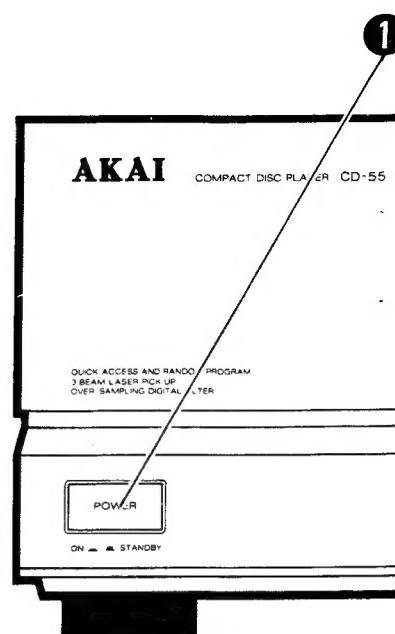 1
AKAI COMPACT DISC PLAYER CD-55
QUICK ACCESS AND RANDOM PROGRAM
3 BEAM LASER PICK UP
OVER SAMPLING DIGITAL FILTER
POWER
ON STANDBY